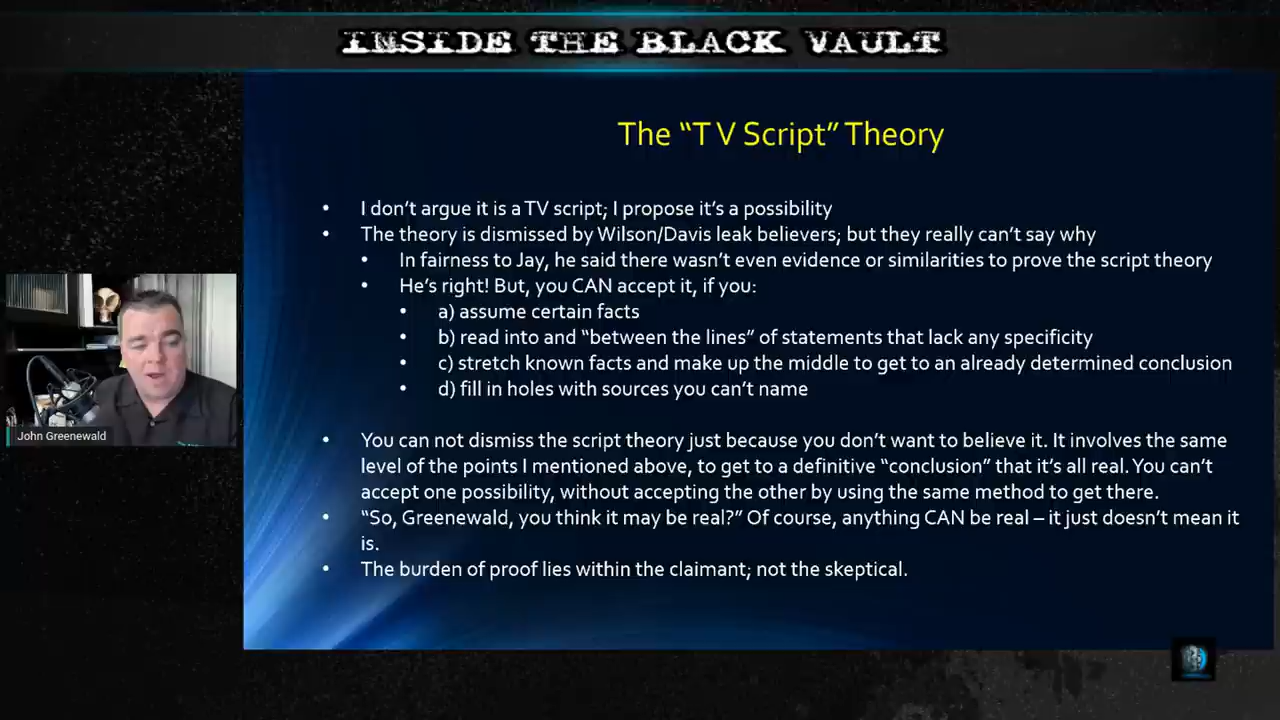 INSIDE THE BLACK VAULT
The “TV Script” Theory
• I don’t argue it is a TV script; I propose it’s a possibility
• The theory is dismissed by Wilson/Davis leak believers; but they really can’t say why
• In fairness to Jay, he said there wasn’t even evidence or similarities to prove the script theory
• He’s right! But, you CAN accept it, if you:
• a) assume certain facts
• b) read into and “between the lines” of statements that lack any specificity
• c) stretch known facts and make up the middle to get to an already determined conclusion
• d) fill in holes with sources you can’t name
• You can not dismiss the script theory just because you don’t want to believe it. It involves the same
level of the points I mentioned above, to get to a definitive “conclusion” that it’s all real. You can’t
accept one possibility, without accepting the other by using the same method to get there.
• “So, Greenewald, you think it may be real?” Of course, anything CAN be real – it just doesn’t mean it
is.
• The burden of proof lies within the claimant; not the skeptical.
John Greenewald